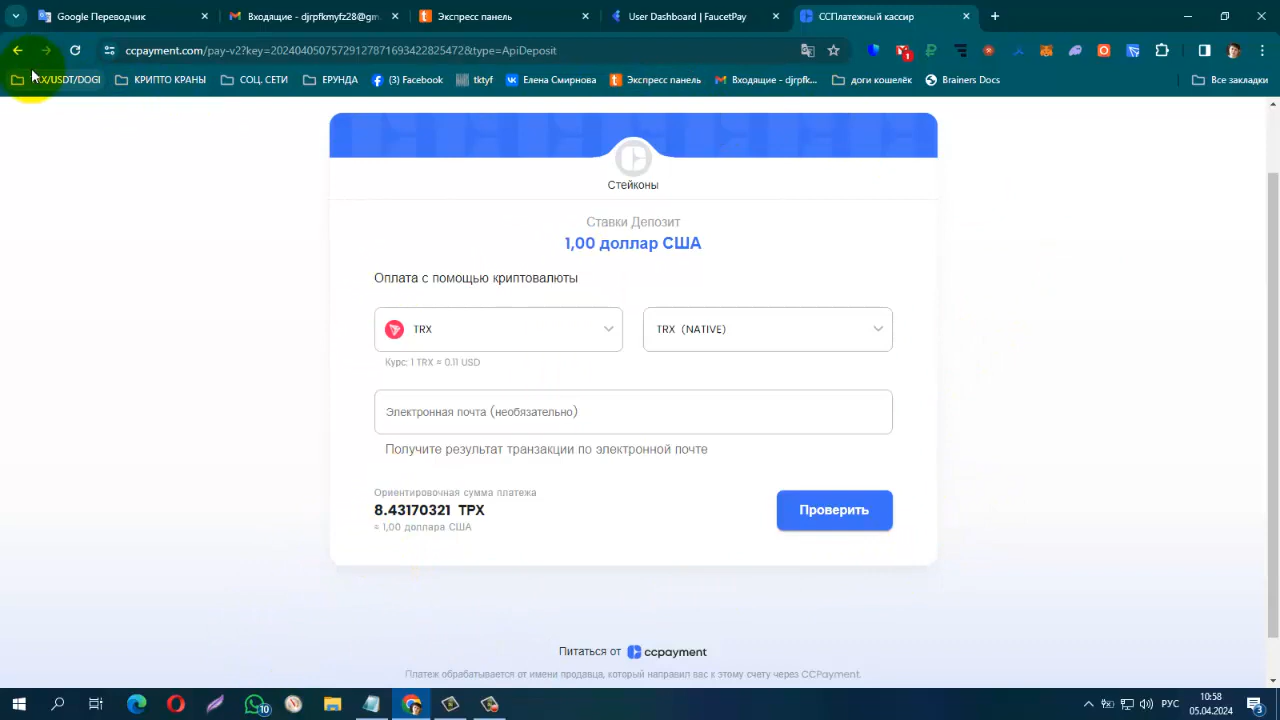 Google Переводчик
Входящие - djrpfkmyfz28@gm
Экспресс панель
User Dashboard | FaucetPay
CCПлатежный кассир
ccpayment.com/pay-v2?key=20240405075729127871693422825472&type=ApiDeposit
X/USDT/DOGI
КРИПТО КРАНЫ
СОЦ. СЕТИ
ЕРУНДА
(3) Facebook
tktyf
Елена Смирнова
Экспресс панель
Входящие - djrpfk...
доги кошелёк
Brainers Docs
Все закладки
Стейконы
Ставки Депозит
1,00 доллар США
Оплата с помощью криптовалюты
TRX
TRX (NATIVE)
Курс: 1 TRX ≈ 0.11 USD
Электронная почта (необязательно)
Получите результат транзакции по электронной почте
Ориентировочная сумма платежа
8.43170321 ТРХ
≈ 1,00 доллара США
Проверить
Питаться от ccpayment
Платеж обрабатывается от имени продавца, который направил вас к этому счету через CCPayment.
10
РУС
10:58
05.04.2024
3